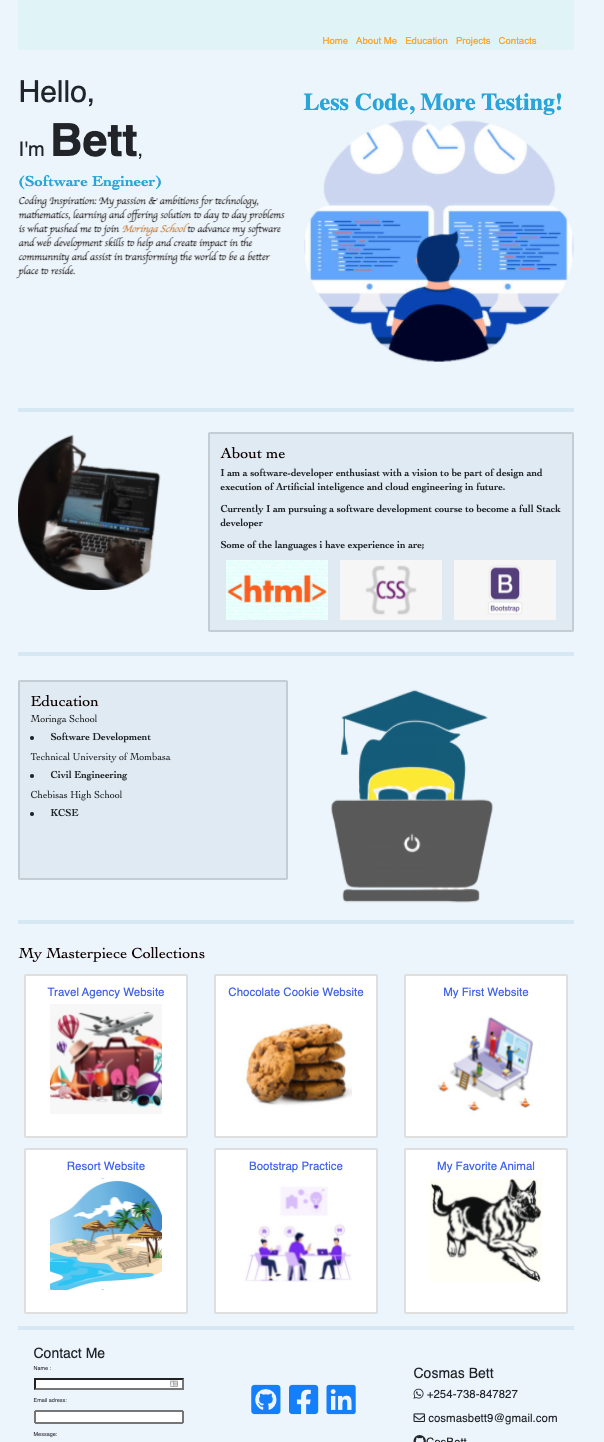 Home About Me Education Projects Contacts
Hello,
I'm Bett,
(Software Engineer)
Coding Inspiration: My passion & ambitions for technology,
mathematics, learning and offering solution to day to day problems
is what pushed me to join Moringa School to advance my software
and web development skills to help and create impact in the
communnity and assist in transforming the world to be a better
place to reside.
Less Code, More Testing!
About me
I am a software-developer enthusiast with a vision to be part of design and
execution of Artificial inteligence and cloud engineering in future.
Currently I am pursuing a software development course to become a full Stack
developer
Some of the languages i have experience in are;
<html>
{CSS}
B
Bootstrap
Education
Moringa School
Software Development
Technical University of Mombasa
Civil Engineering
Chebisas High School
KCSE
My Masterpiece Collections
Travel Agency Website
Chocolate Cookie Website
My First Website
Resort Website
Bootstrap Practice
My Favorite Animal
Contact Me
Name :
Email adress:
Message:
Cosmas Bett
+254-738-847827
cosmasbett9@gmail.com
CosBett